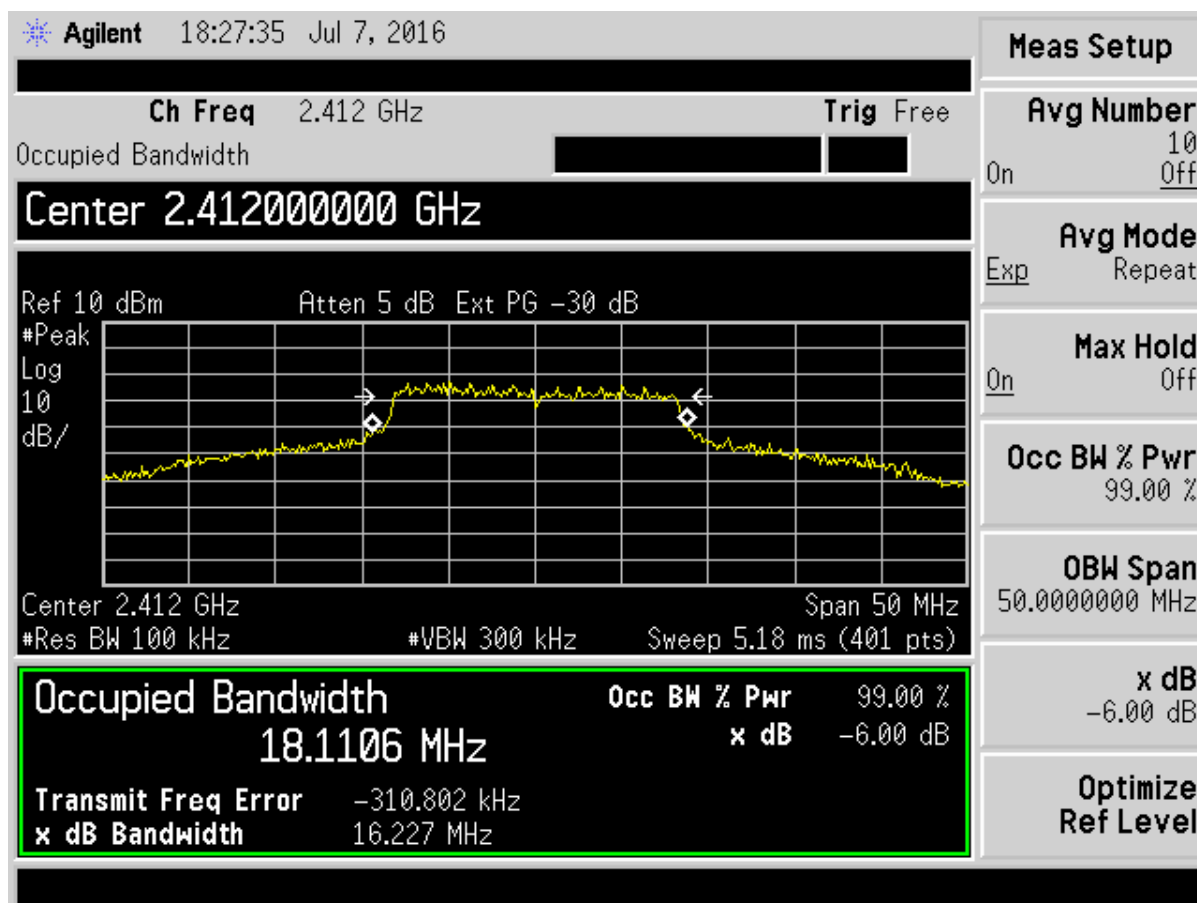 Agilent 18:27:35 Jul 7, 2016
Ch Freq 2.412 GHz Trig Free
Occupied Bandwidth
Center 2.412000000 GHz
Ref 10 dBm Atten 5 dB Ext PG -30 dB
#Peak
Log
10
dB/
Center 2.412 GHz Span 50 MHz
#Res BW 100 kHz #VBW 300 kHz Sweep 5.18 ms (401 pts)
Occupied Bandwidth Occ BW % Pwr 99.00 %
18.1106 MHz x dB -6.00 dB
Transmit Freq Error -310.802 kHz
x dB Bandwidth 16.227 MHz
Meas Setup
Avg Number
10
On Off
Avg Mode
Exp Repeat
Max Hold
On Off
Occ BW % Pwr
99.00 %
OBW Span
50.0000000 MHz
x dB
-6.00 dB
Optimize
Ref Level